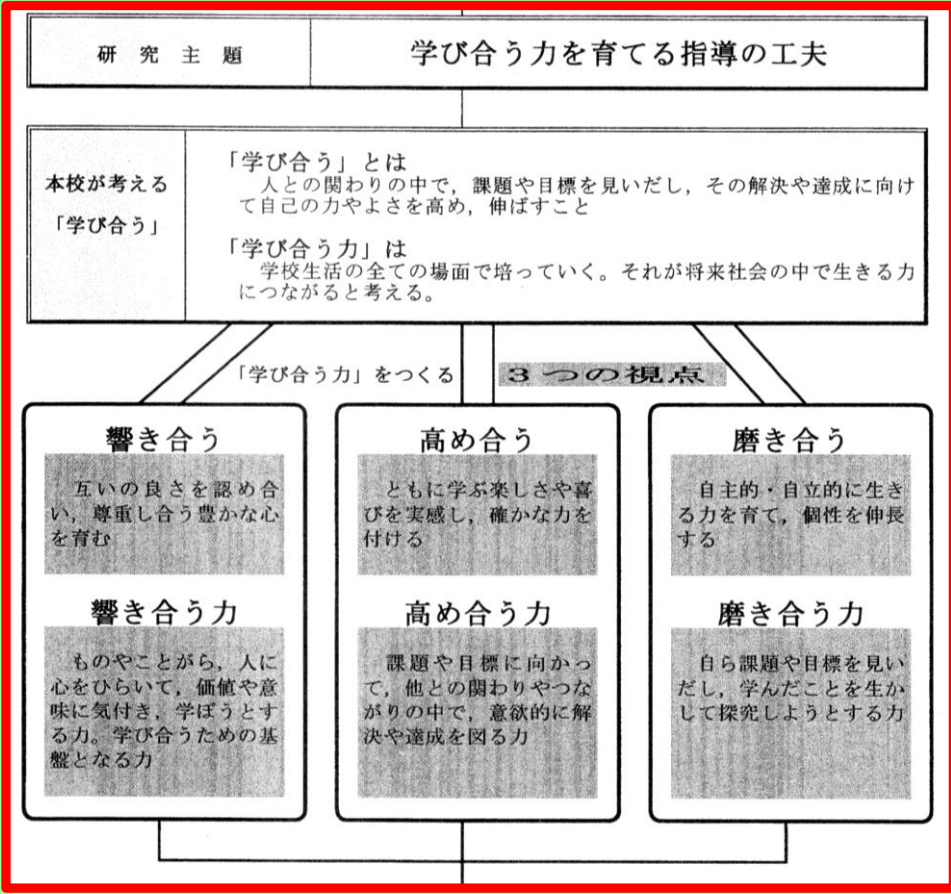 研究主題
学び合う力を育てる指導の工夫
本校が考える
「学び合う」
「学び合う」とは
人との関わりの中で，課題や目標を見いだし，その解決や達成に向け
て自己の力やよさを高め，伸ばすこと
「学び合う力」は
学校生活の全ての場面で培っていく。それが将来社会の中で生きる力
につながると考える。
「学び合う力」をつくる
3つの視点
響き合う
互いの良さを認め合
い，尊重し合う豊かな心
を育む
響き合う力
ものやことがら，人に
心をひらいて，価値や意
味に気付き，学ぼうとす
る力。学び合うための基
盤となる力
高め合う
ともに学ぶ楽しさや喜
びを実感し，確かな力を
付ける
高め合う力
課題や目標に向かっ
て，他との関わりやつな
がりの中で，意欲的に解
決や達成を図る力
磨き合う
自主的・自立的に生き
る力を育て，個性を伸長
する
磨き合う力
自ら課題や目標を見い
だし，学んだことを生か
して探究しようとする力